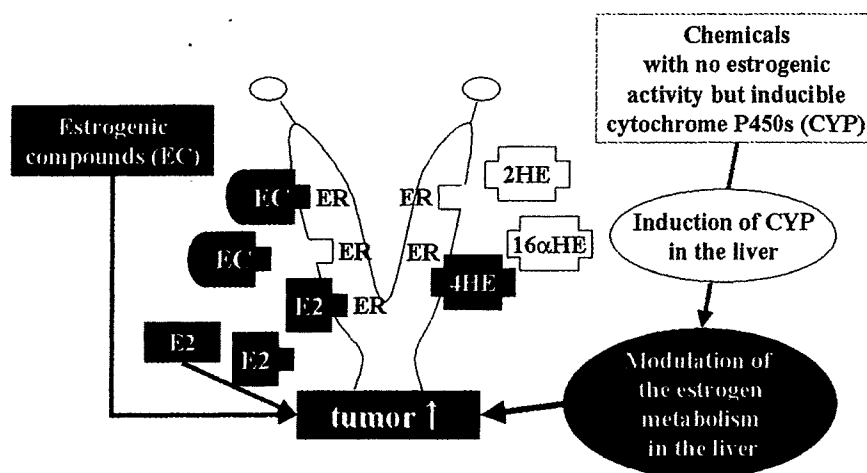 Chemicals
with no estrogenic
activity but inducible
cytochrome P450s (CYP)
Estrogenic
compounds (EC)
EC
ER
ER
2HE
EC
ER
ER
16αHE
Induction of CYP
in the liver
E2
ER
4HE
E2
E2
Modulation of
the estrogen
metabolism
in the liver
tumor ↑